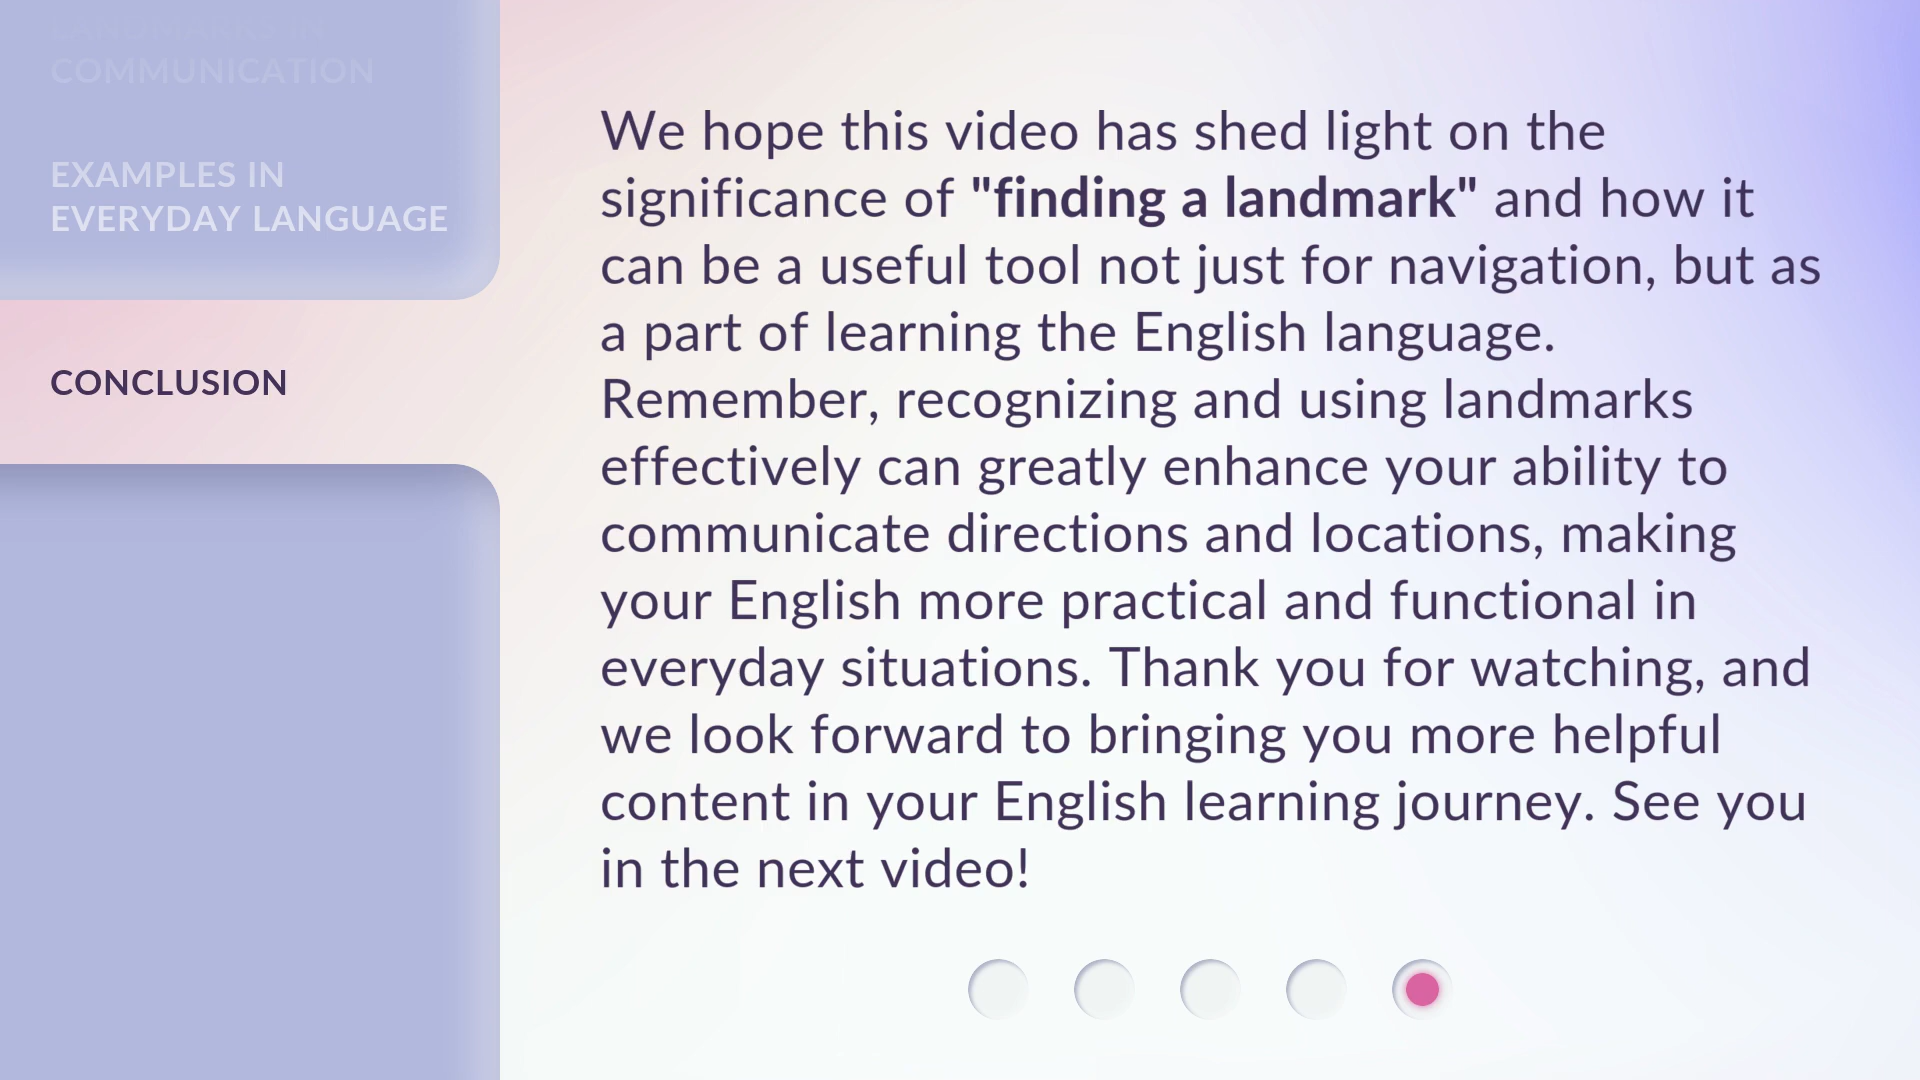 LANDMARKS IN
COMMUNICATION
EXAMPLES IN
EVERYDAY LANGUAGE
CONCLUSION
We hope this video has shed light on the
significance of "finding a landmark" and how it
can be a useful tool not just for navigation, but as
a part of learning the English language.
Remember, recognizing and using landmarks
effectively can greatly enhance your ability to
communicate directions and locations, making
your English more practical and functional in
everyday situations. Thank you for watching, and
we look forward to bringing you more helpful
content in your English learning journey. See you
in the next video!